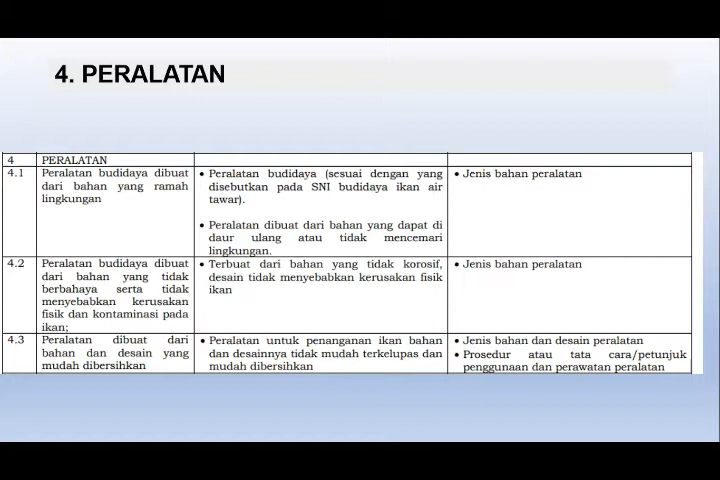 4. PERALATAN
4 PERALATAN
4.1 Peralatan budidaya dibuat
dari bahan yang ramah
lingkungan
• Peralatan budidaya (sesuai dengan yang
disebutkan pada SNI budidaya ikan air
tawar).
• Peralatan dibuat dari bahan yang dapat di
daur ulang atau tidak mencemari
lingkungan.
• Jenis bahan peralatan
4.2 Peralatan budidaya dibuat
dari bahan yang tidak
berbahaya serta tidak
menyebabkan kerusakan
fisik dan kontaminasi pada
ikan;
• Terbuat dari bahan yang tidak korosif,
desain tidak menyebabkan kerusakan fisik
ikan
• Jenis bahan peralatan
4.3 Peralatan dibuat dari
bahan dan desain yang
mudah dibersihkan
• Peralatan untuk penanganan ikan bahan
dan desainnya tidak mudah terkelupas dan
mudah dibersihkan
• Jenis bahan dan desain peralatan
• Prosedur atau tata cara/petunjuk
penggunaan dan perawatan peralatan